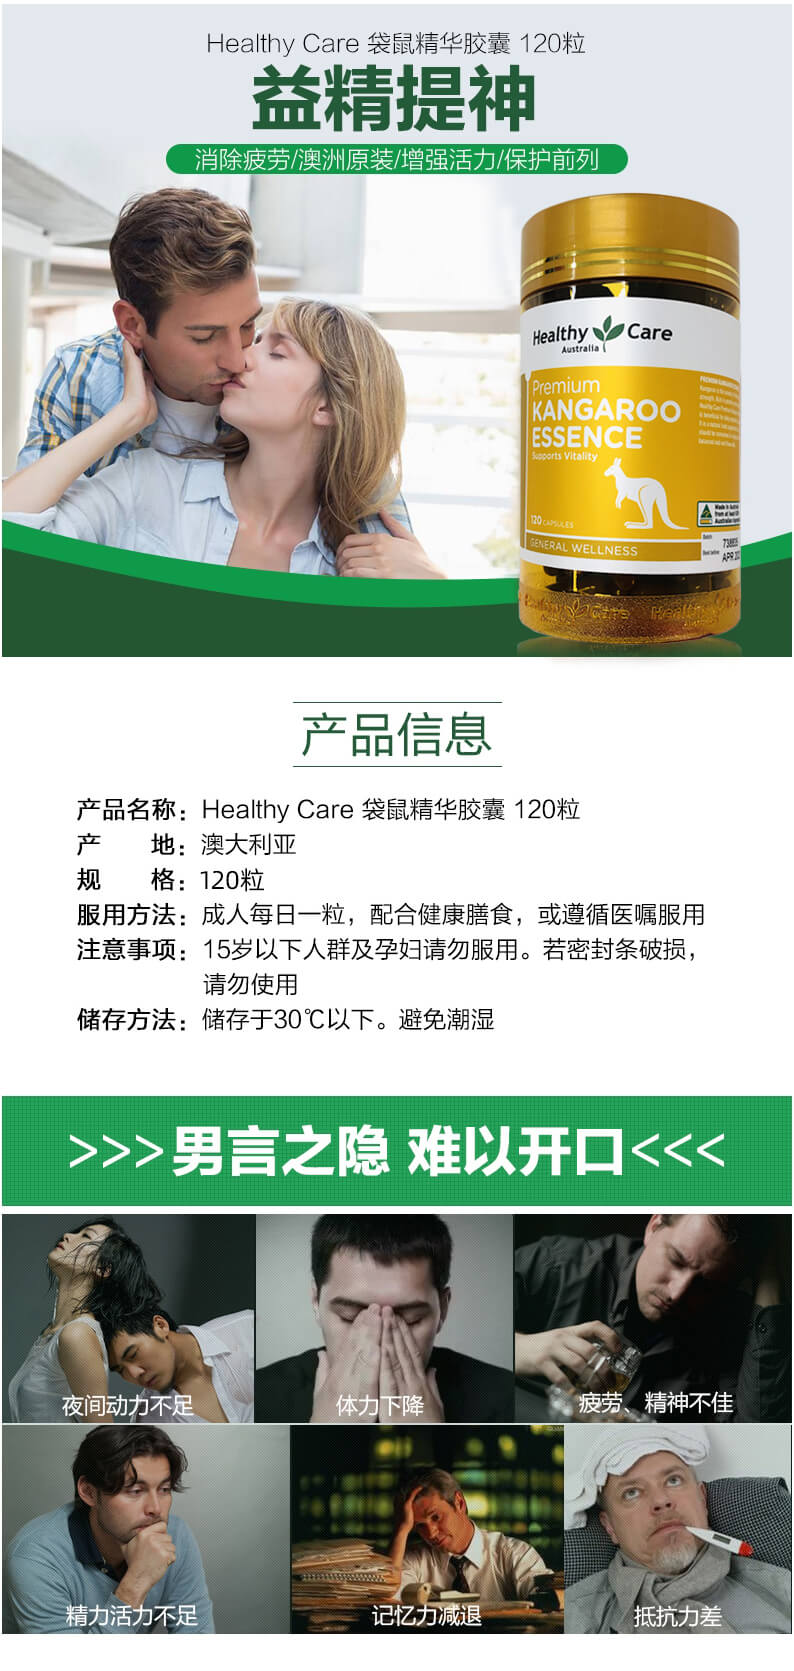 Healthy Care 袋鼠精华胶囊 120粒
益精提神
消除疲劳/澳洲原装/增强活力/保护前列
Healthy Care
Australia
Premium
KANGAROO
ESSENCE
Supports Vitality
120 CAPSULES
GENERAL WELLNESS
产品信息
产品名称：Healthy Care 袋鼠精华胶囊 120粒
产 地：澳大利亚
规 格：120粒
服用方法：成人每日一粒，配合健康膳食，或遵循医嘱服用
注意事项：15岁以下人群及孕妇请勿服用。若密封条破损，
请勿使用
储存方法：储存于30℃以下。避免潮湿
>>>男言之隐 难以开口<<<
夜间动力不足
体力下降
疲劳、精神不佳
精力活力不足
记忆力减退
抵抗力差